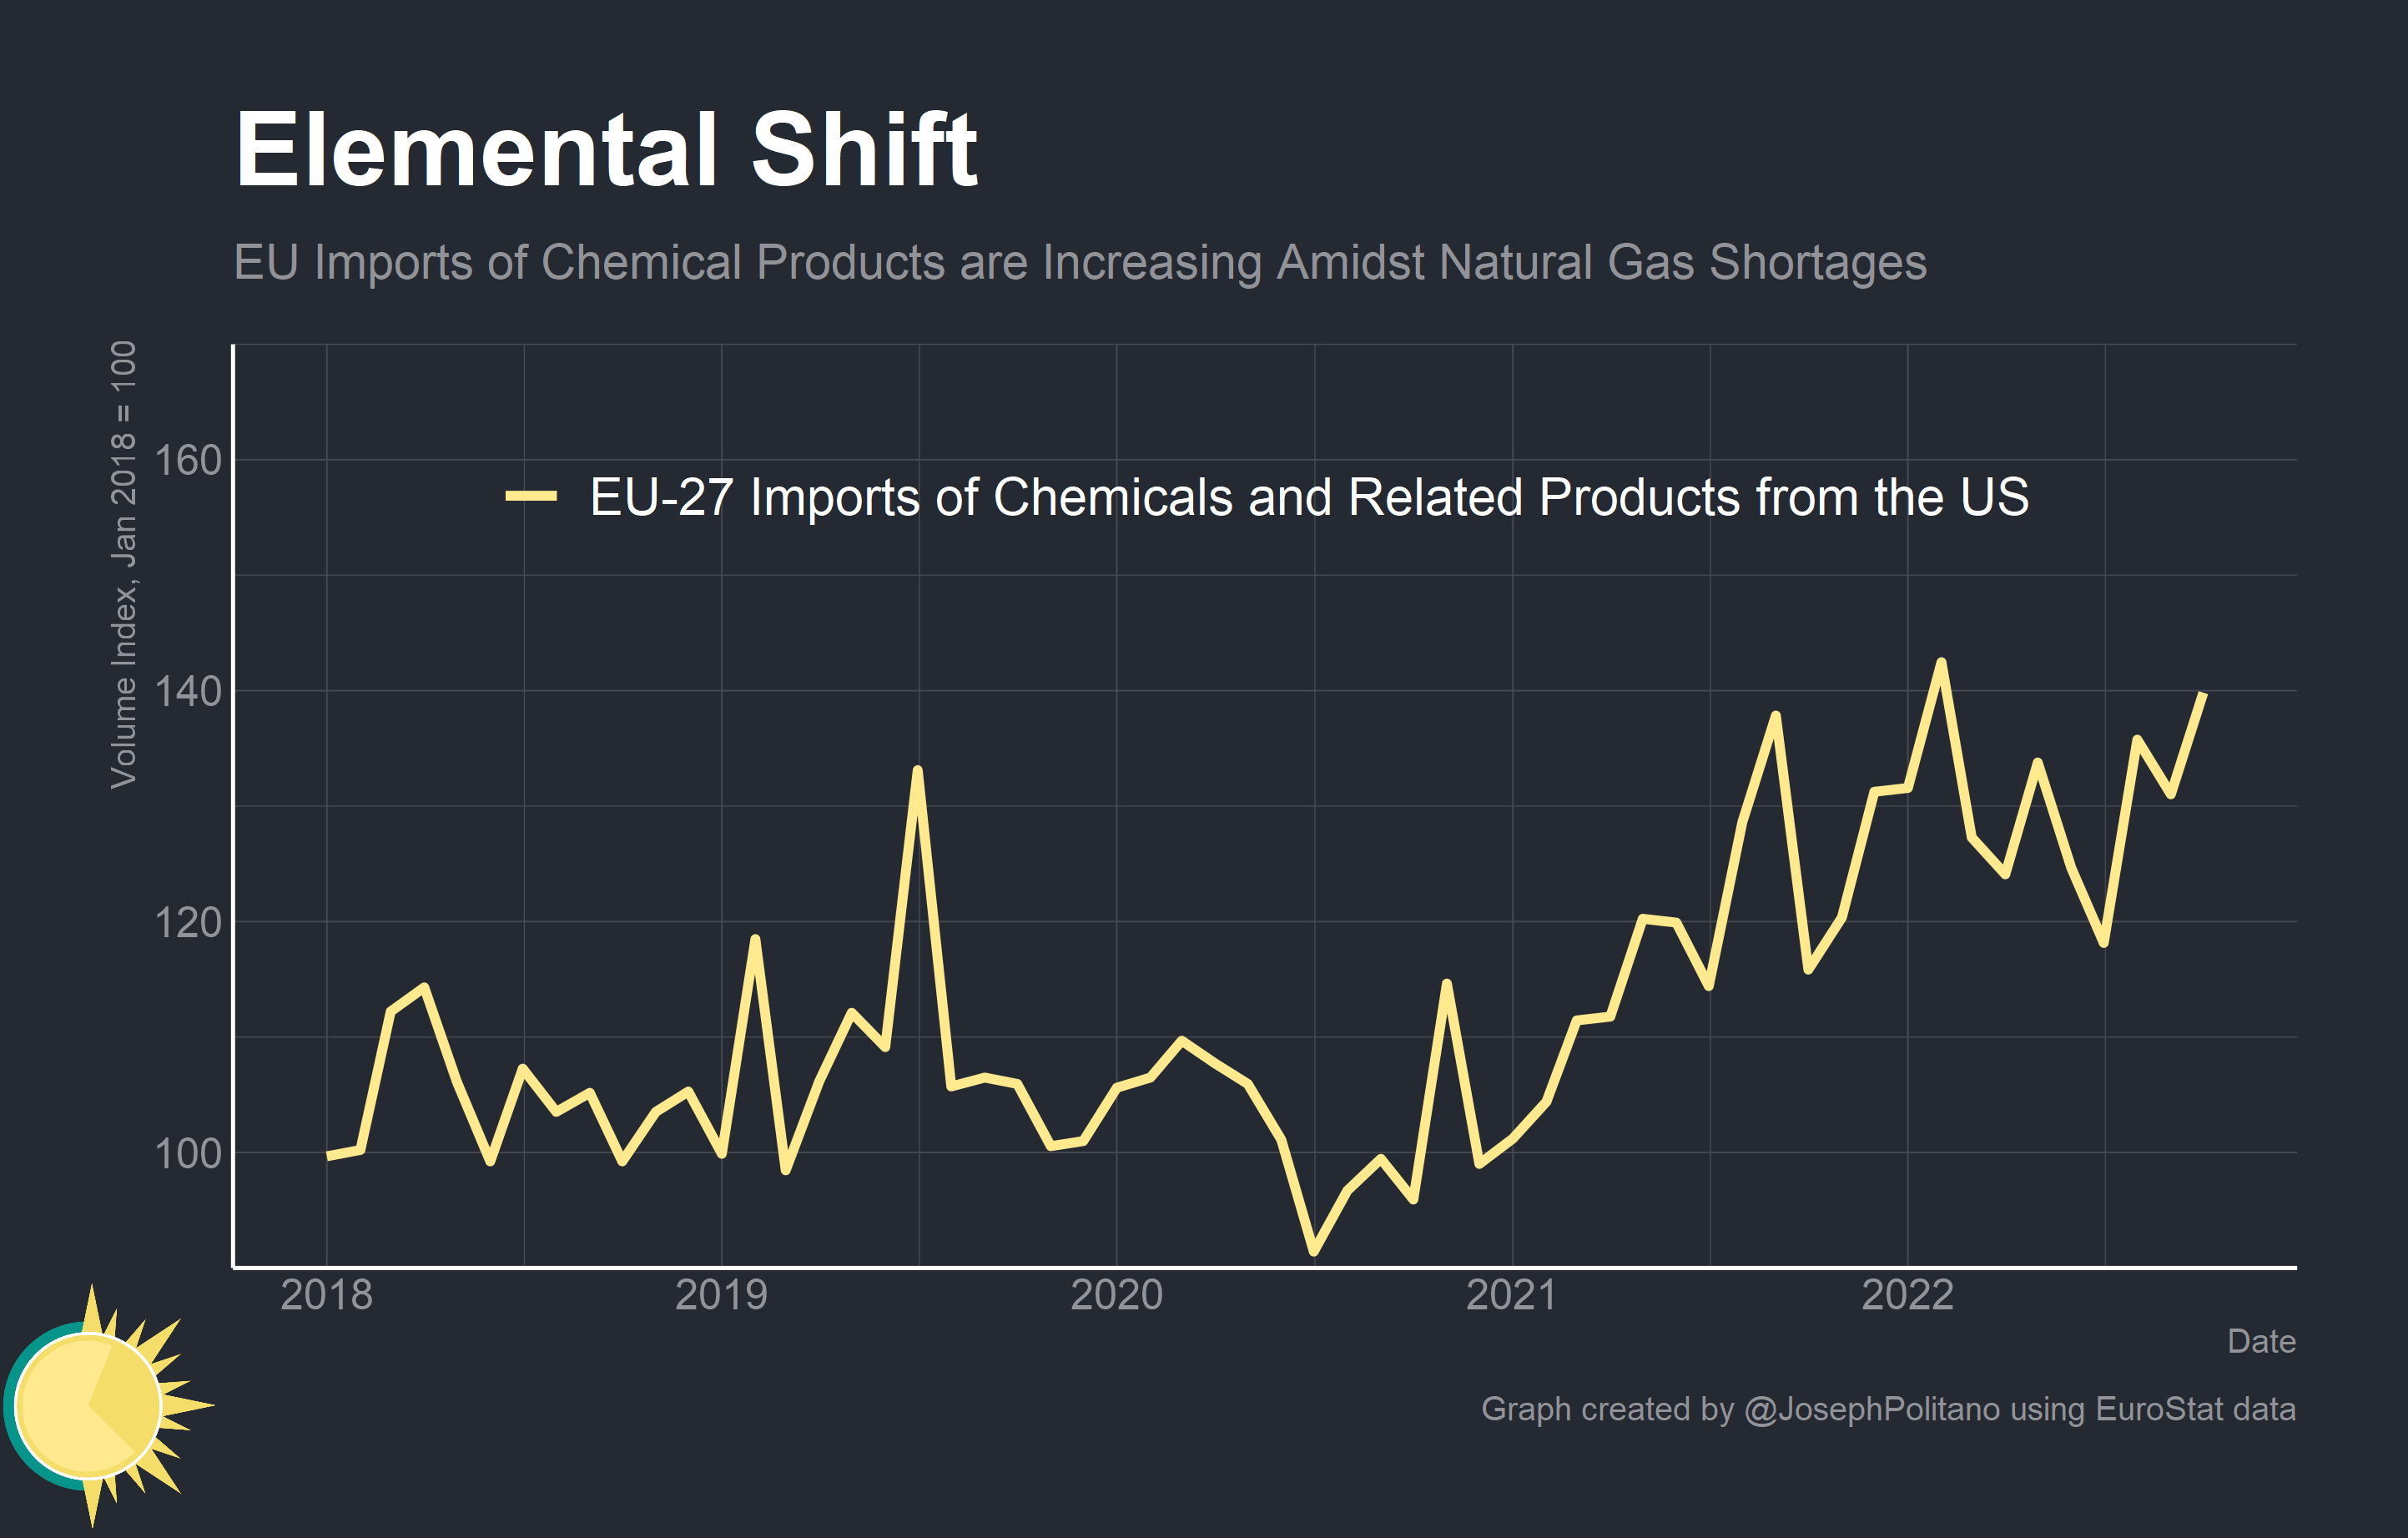 Elemental Shift
EU Imports of Chemical Products are Increasing Amidst Natural Gas Shortages
Volume Index, Jan 2018 = 100
160
140
120
100
EU-27 Imports of Chemicals and Related Products from the US
2018 2019 2020 2021 2022
Date
Graph created by @JosephPolitano using EuroStat data